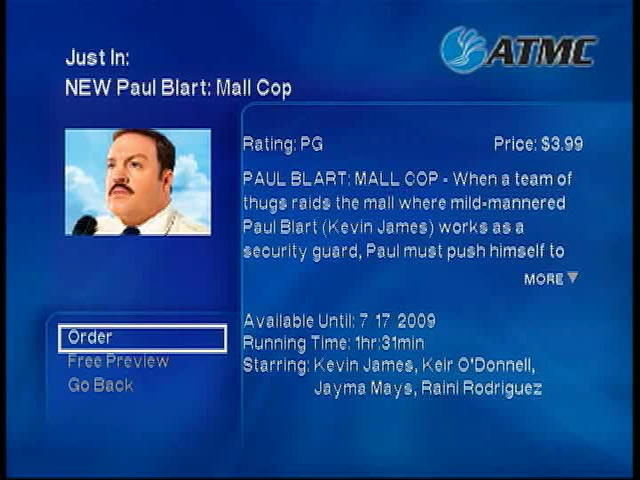 Just In:
NEW Paul Blart: Mall Cop
ATMC
Rating: PG
Price: $3.99
PAUL BLART: MALL COP - When a team of
thugs raids the mall where mild-mannered
Paul Blart (Kevin James) works as a
security guard, Paul must push himself to
MORE
Available Until: 7 17 2009
Running Time: 1hr:31min
Starring: Kevin James, Keir O'Donnell,
Jayma Mays, Raini Rodriguez
Order
Free Preview
Go Back